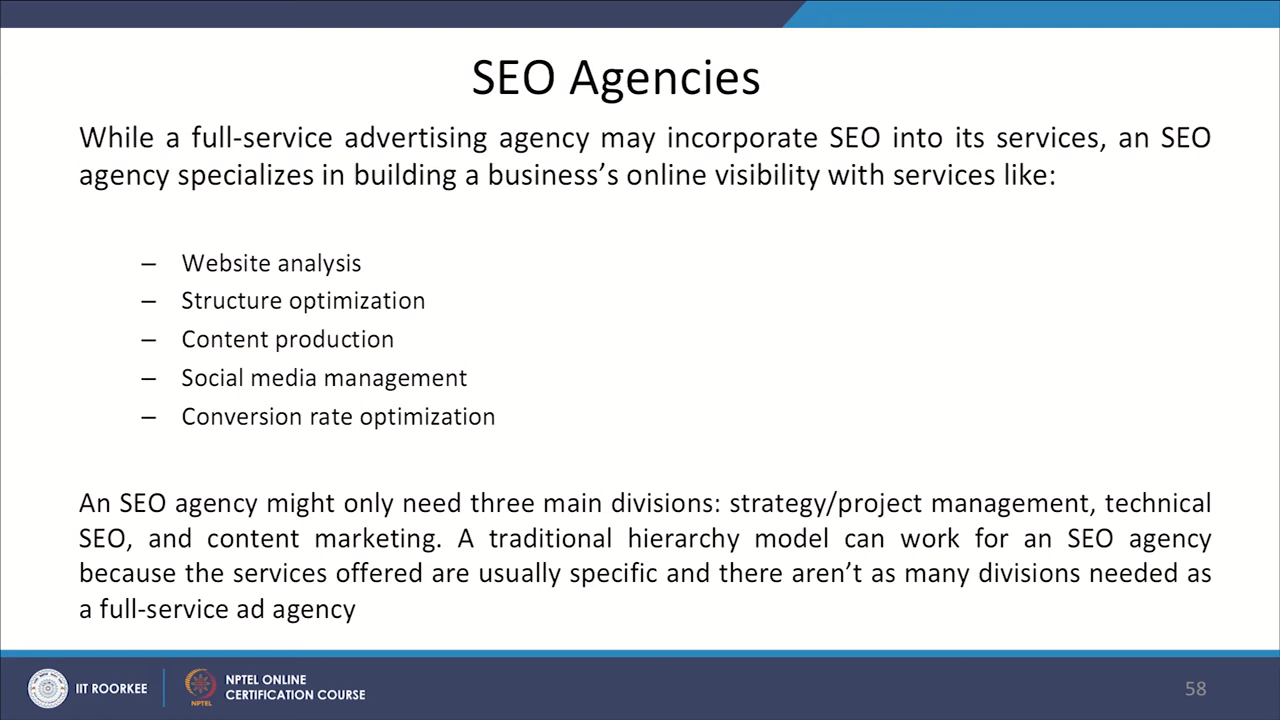 SEO Agencies
While a full-service advertising agency may incorporate SEO into its services, an SEO
agency specializes in building a business’s online visibility with services like:
– Website analysis
– Structure optimization
– Content production
– Social media management
– Conversion rate optimization
An SEO agency might only need three main divisions: strategy/project management, technical
SEO, and content marketing. A traditional hierarchy model can work for an SEO agency
because the services offered are usually specific and there aren’t as many divisions needed as
a full-service ad agency
IIT ROORKEE
NPTEL
NPTEL ONLINE
CERTIFICATION COURSE
58